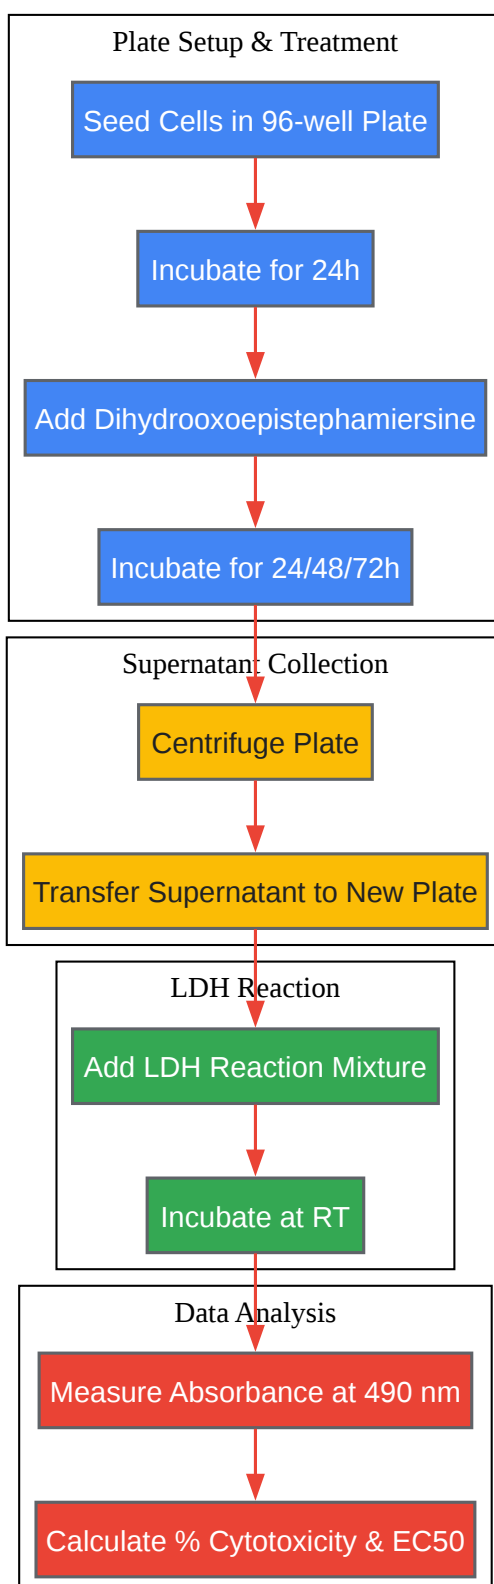 Plate Setup & Treatment
Seed Cells in 96-well Plate
Incubate for 24h
Add Dihydrooxoepistephamiersine
Incubate for 24/48/72h
Supernatant Collection
Centrifuge Plate
Transfer Supernatant to New Plate
LDH Reaction
Add LDH Reaction Mixture
Incubate at RT
Data Analysis
Measure Absorbance at 490 nm
Calculate % Cytotoxicity & EC50